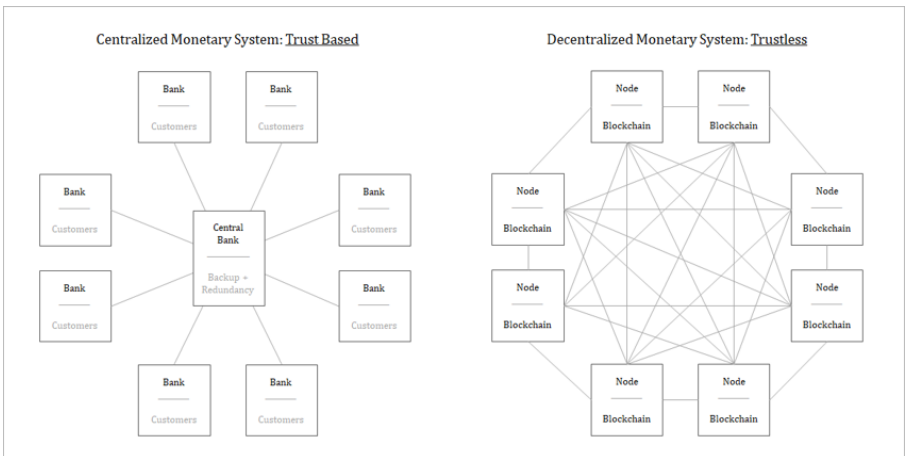 Centralized Monetary System: Trust Based
Bank
Customers
Bank
Customers
Bank
Customers
Bank
Customers
Central
Bank
Backup +
Redundancy
Bank
Customers
Bank
Customers
Bank
Customers
Bank
Customers
Decentralized Monetary System: Trustless
Node
Blockchain
Node
Blockchain
Node
Blockchain
Node
Blockchain
Node
Blockchain
Node
Blockchain
Node
Blockchain
Node
Blockchain